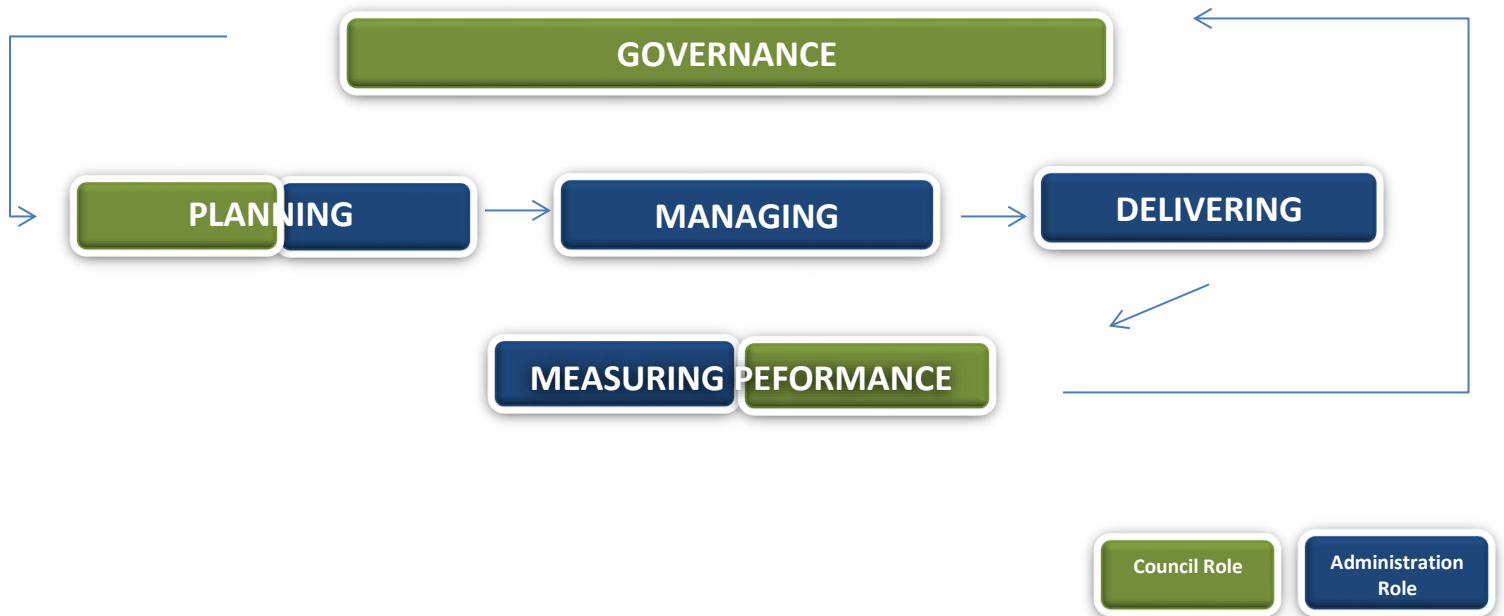 GOVERNANCE
PLANNING
MANAGING
DELIVERING
MEASURING PEFORMANCE
Council Role
Administration
Role